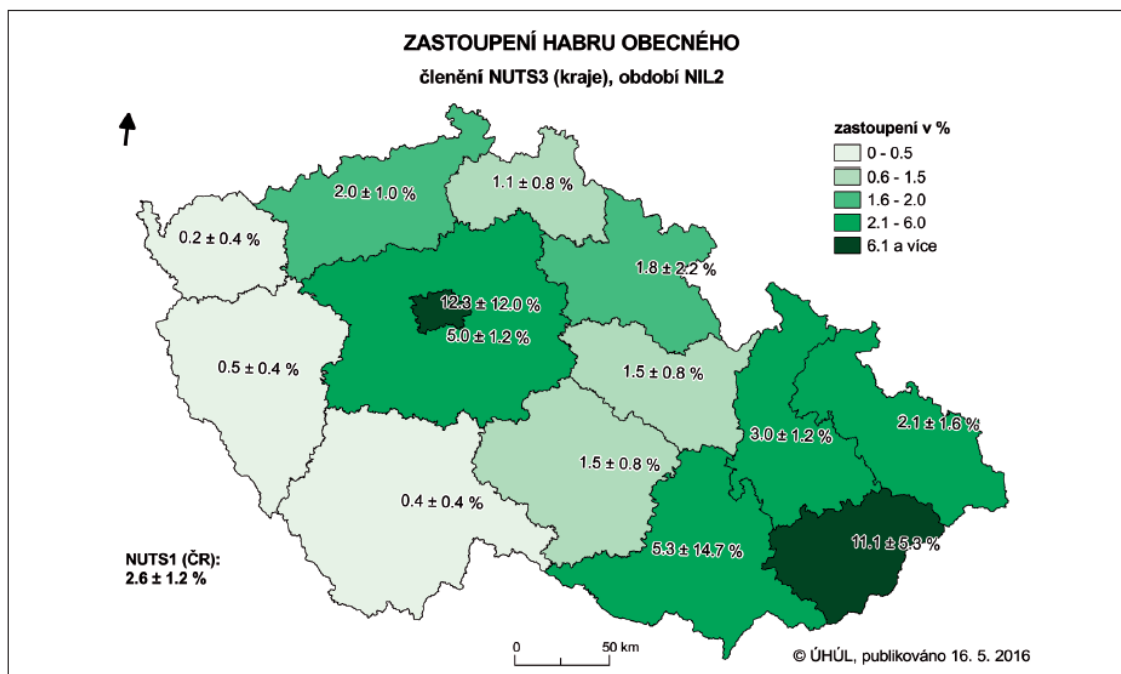 ZASTOUPENÍ HABRU OBECNÉHO
členění NUTS3 (kraje), období NIL2
zastoupení v %
0 - 0.5
0.6 - 1.5
1.6 - 2.0
2.1 - 6.0
6.1 a více
2.0 ± 1.0 %
1.1 ± 0.8 %
0.2 ± 0.4 %
1.8 ± 2.2 %
12.3 ± 12.0 %
5.0 ± 1.2 %
0.5 ± 0.4 %
1.5 ± 0.8 %
2.1 ± 1.6 %
3.0 ± 1.2 %
1.5 ± 0.8 %
0.4 ± 0.4 %
5.3 ± 14.7 %
11.1 ± 5.3 %
NUTS1 (ČR):
2.6 ± 1.2 %
0 50 km
© ÚHÚL, publikováno 16. 5. 2016